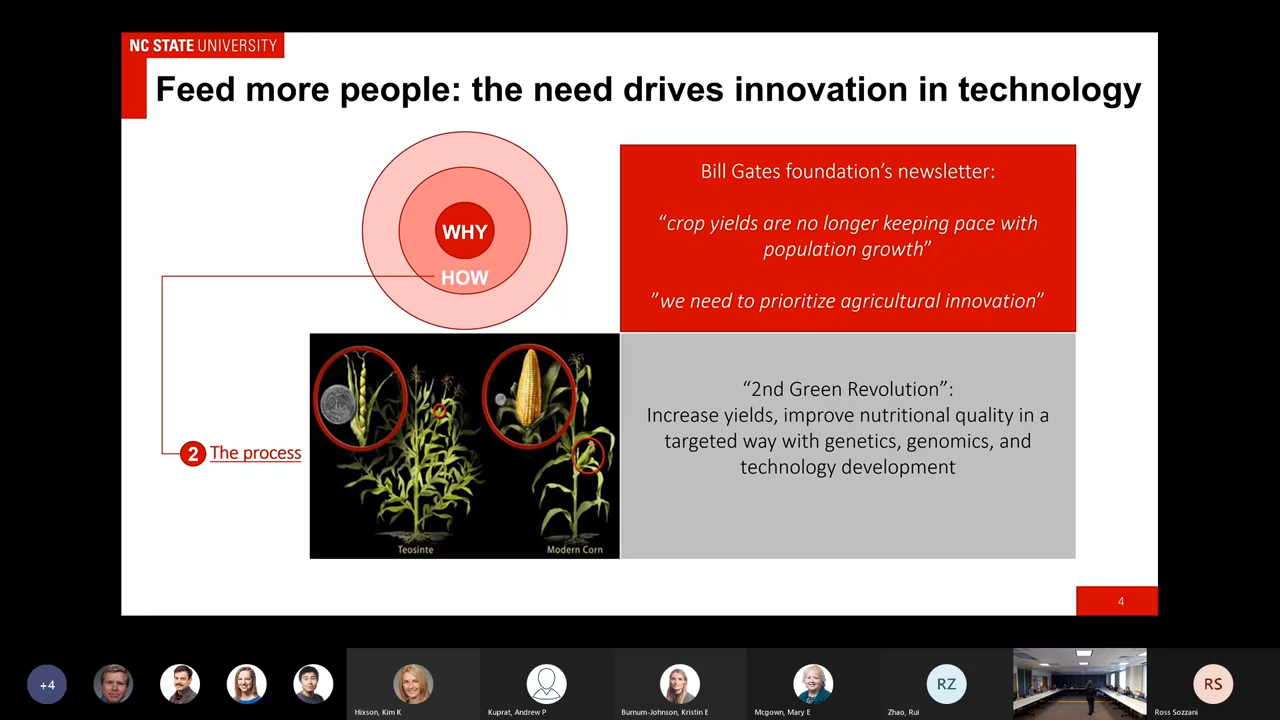 NC STATE UNIVERSITY
Feed more people: the need drives innovation in technology
WHY
HOW
Bill Gates foundation’s newsletter:
“crop yields are no longer keeping pace with
population growth”
”we need to prioritize agricultural innovation”
2 The process
Teosinte
Modern Corn
“2nd Green Revolution”:
Increase yields, improve nutritional quality in a
targeted way with genetics, genomics, and
technology development
4
+4
Hixson, Kim K
Kuprat, Andrew P
Burnum-Johnson, Kristin E
Mcgown, Mary E
RZ
Zhao, Rui
RS
Ross Sozzani